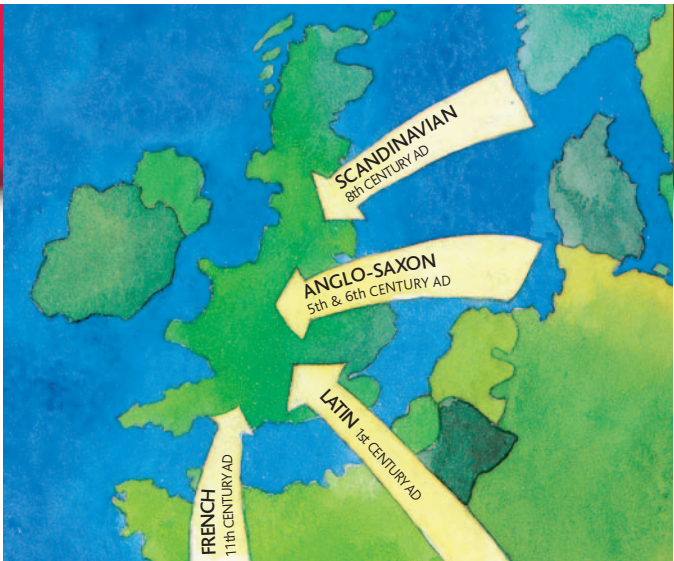 SCANDINAVIAN
8th CENTURY AD
ANGLO-SAXON
5th & 6th CENTURY AD
LATIN 1st CENTURY AD
FRENCH
11th CENTURY AD